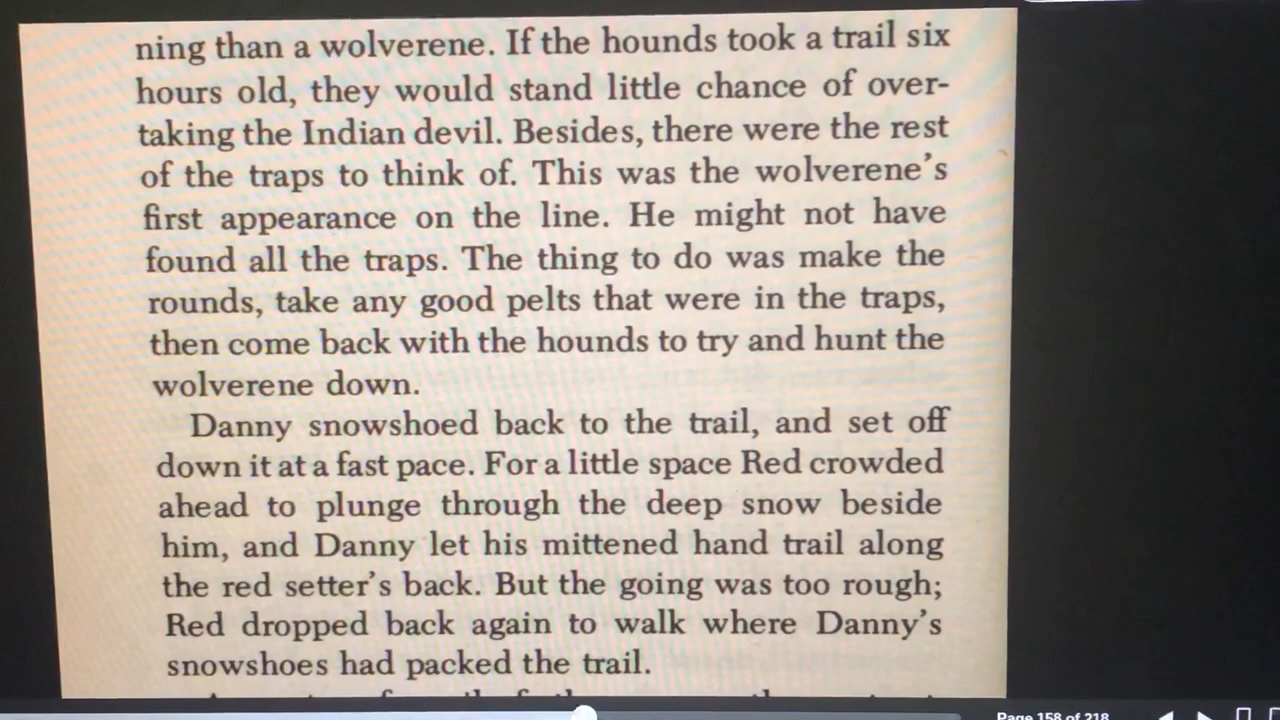 ning than a wolverene. If the hounds took a trail six
hours old, they would stand little chance of over-
taking the Indian devil. Besides, there were the rest
of the traps to think of. This was the wolverene's
first appearance on the line. He might not have
found all the traps. The thing to do was make the
rounds, take any good pelts that were in the traps,
then come back with the hounds to try and hunt the
wolverene down.
Danny snowshoed back to the trail, and set off
down it at a fast pace. For a little space Red crowded
ahead to plunge through the deep snow beside
him, and Danny let his mittened hand trail along
the red setter's back. But the going was too rough;
Red dropped back again to walk where Danny's
snowshoes had packed the trail.
Page 158 of 218